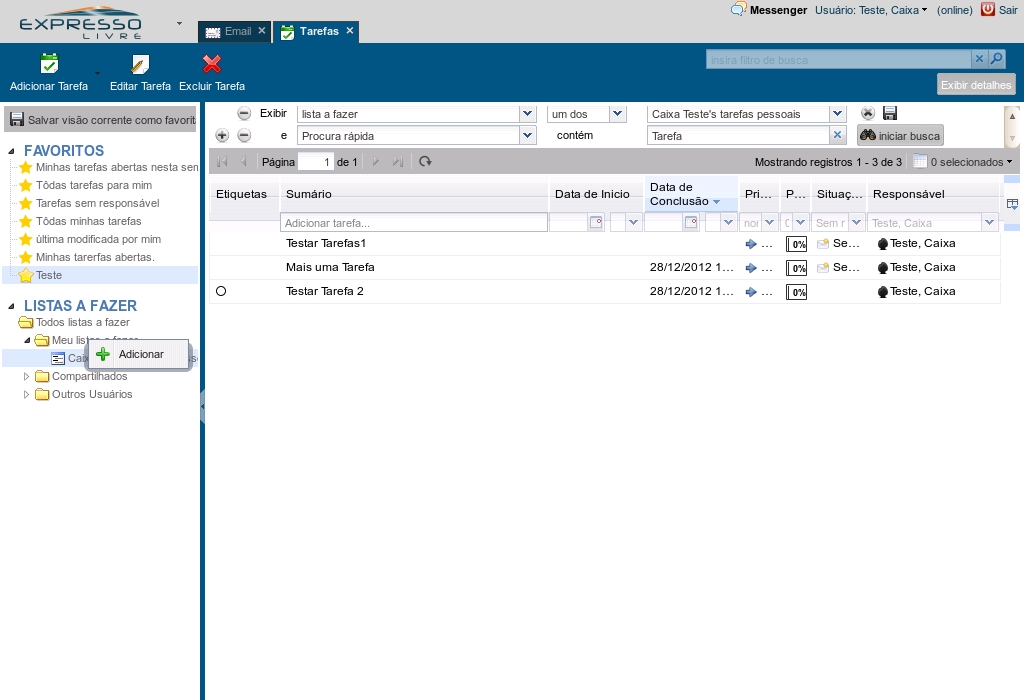 EXPRESSO
LIVRE
Email
Tarefas
Messenger
Usuário: Teste, Caixa
(online)
Sair
Adicionar Tarefa
Editar Tarefa
Excluir Tarefa
insira filtro de busca
Exibir detalhes
Salvar visão corrente como favorit
FAVORITOS
Minhas tarefas abertas nesta sen
Tôdas tarefas para mim
Tarefas sem responsável
Tôdas minhas tarefas
última modificada por mim
Minhas tarerfas abertas.
Teste
LISTAS A FAZER
Todos listas a fazer
Meu listas a fazer
Adicionar
Compartilhados
Outros Usuários
Exibir
lista a fazer
um dos
Caixa Teste's tarefas pessoais
e
Procura rápida
contém
Tarefa
iniciar busca
Página 1 de 1
Mostrando registros 1 - 3 de 3
0 selecionados
Etiquetas
Sumário
Data de Inicio
Data de
Conclusão
Pri...
P...
Situaç...
Responsável
Adicionar tarefa...
Sem r
Teste, Caixa
Testar Tarefas1
...
0%
Se...
Teste, Caixa
Mais uma Tarefa
28/12/2012 1...
...
0%
Se...
Teste, Caixa
Testar Tarefa 2
28/12/2012 1...
...
0%
Teste, Caixa